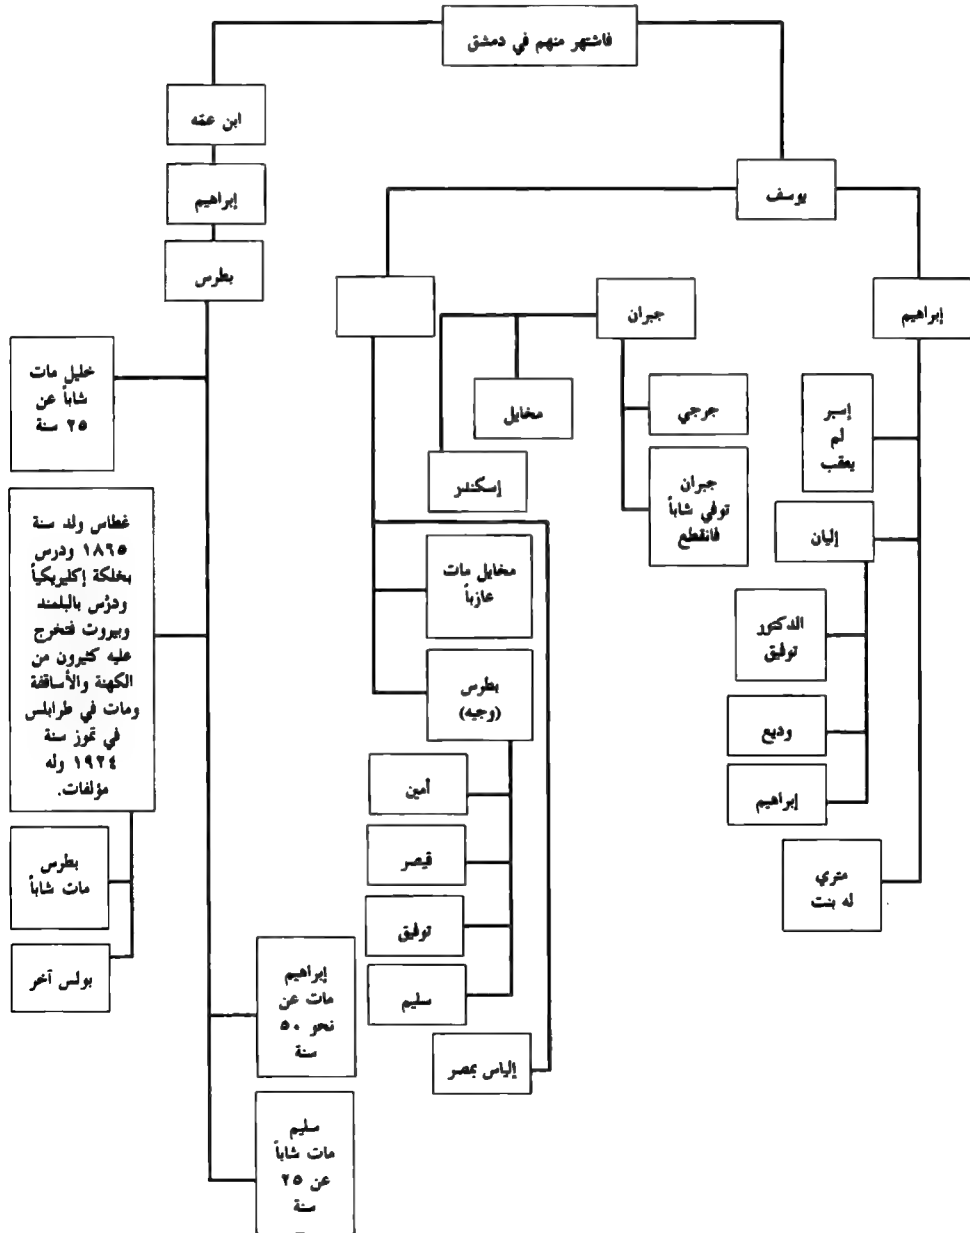 فاشتهر منهم في دمشق
ابن عمّه
إبراهيم
بطرس
يوسف
إبراهيم
جبران
خليل مات
شاباً عن
٢٥ سنة
مخايل
جرجي
إسبر
لم
يعقب
إسكندر
جبران
توفي شاباً
فانقطع
غطاس ولد سنة
١٨٦٥ ودرس
بخلكة إكليريكياً
ودرّس بالبلمند
وبيروت فتخرج
عليه كثيرون من
الكهنة والأساقفة
ومات في طرابلس
في تموز سنة
١٩٢٤ وله
مؤلفات.
إليان
مخايل مات
عازباً
الدكتور
توفيق
بطرس
(وجيه)
وديع
إبراهيم
أمين
قيصر
توفيق
سليم
متري
له بنت
بطرس
مات شاباً
بولس آخر
إبراهيم
مات عن
نحو ٥٠
سنة
إلياس بمصر
سليم
مات شاباً
عن ٢٥
سنة